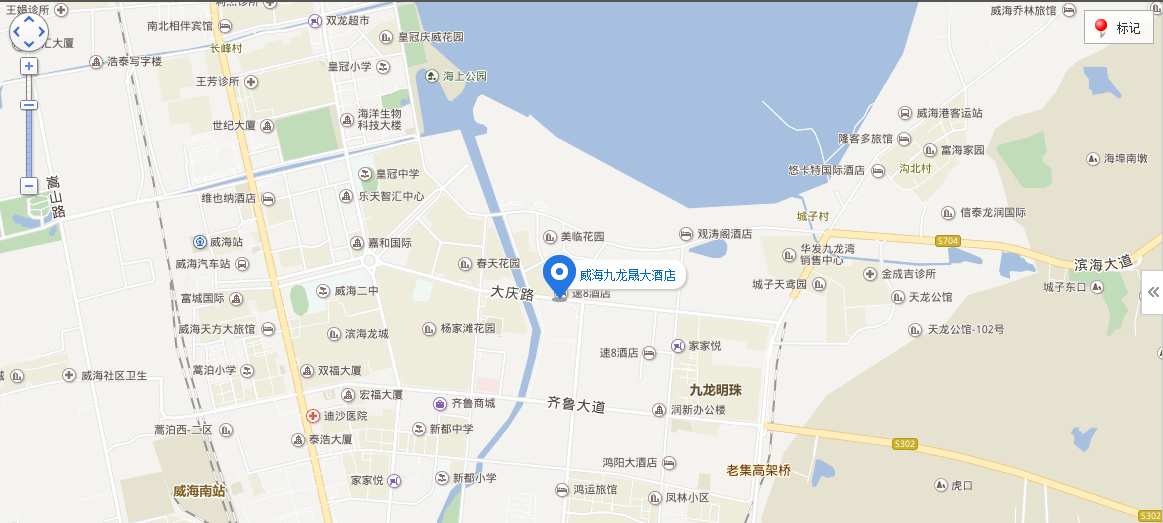 王娟诊所
利然诊所
双龙超市
威海乔林旅馆
南北相伴宾馆
皇冠庆威花园
标记
汇大厦
长峰村
浩泰写字楼
皇冠小学
海上公园
王芳诊所
海洋生物
科技大楼
威海港客运站
世纪大厦
隆客多旅馆
富海家园
海埠南墩
悠卡特国际酒店
沟北村
皇冠中学
嵩山路
维也纳酒店
乐天智汇中心
城子村
信泰龙润国际
威海站
嘉和国际
美临花园
观涛阁酒店
S704
华发九龙湾
销售中心
滨海大道
威海汽车站
春天花园
威海九龙晟大酒店
金成吉诊所
城子天鸢园
城子东口
富城国际
威海二中
大庆路
速8酒店
天龙公馆
威海天方大旅馆
滨海龙城
杨家滩花园
天龙公馆-102号
速8酒店
家家悦
蒿泊小学
双福大厦
城
威海社区卫生
九龙明珠
宏福大厦
齐鲁商城
齐鲁大道
润新办公楼
迪沙医院
蒿泊西-二区
新都中学
泰浩大厦
S302
鸿阳大酒店
老集高架桥
家家悦
新都小学
虎口
威海南站
鸿运旅馆
凤林小区
S302